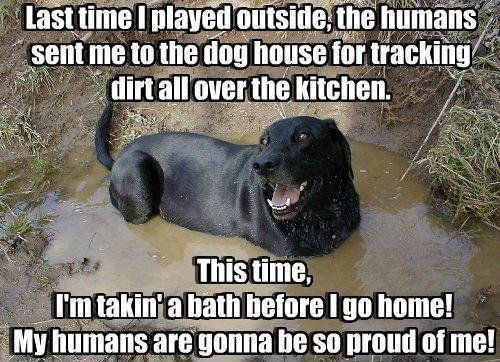 Last time I played outside, the humans
sent me to the dog house for tracking
dirt all over the kitchen.
This time,
I'm takin' a bath before I go home!
My humans are gonna be so proud of me!